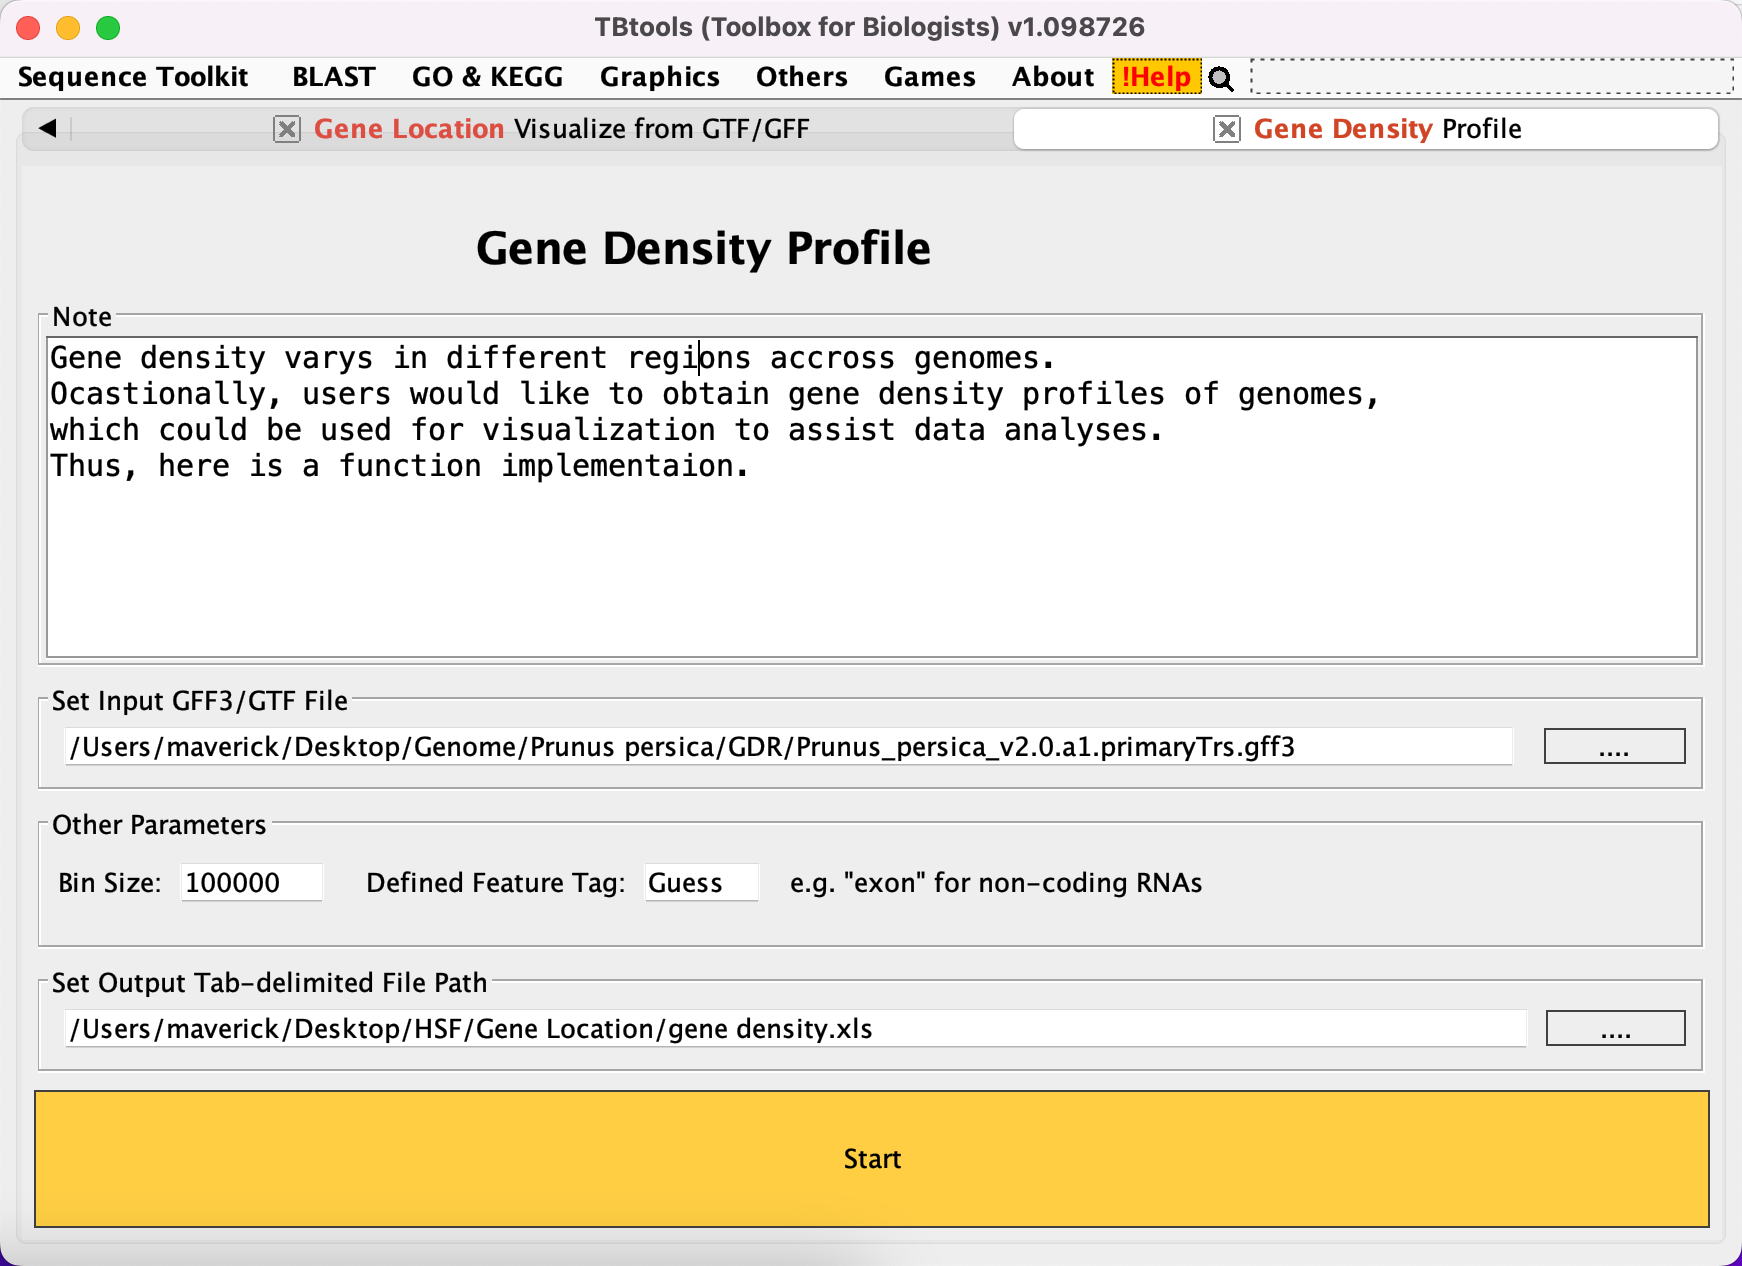 TBtools (Toolbox for Biologists) v1.098726
Sequence Toolkit BLAST GO & KEGG Graphics Others Games About !Help
Gene Location Visualize from GTF/GFF Gene Density Profile
Gene Density Profile
Note
Gene density varys in different regions accross genomes.
Ocastionally, users would like to obtain gene density profiles of genomes,
which could be used for visualization to assist data analyses.
Thus, here is a function implementaion.
Set Input GFF3/GTF File
/Users/maverick/Desktop/Genome/Prunus persica/GDR/Prunus_persica_v2.0.a1.primaryTrs.gff3 ....
Other Parameters
Bin Size: 100000 Defined Feature Tag: Guess e.g. "exon" for non-coding RNAs
Set Output Tab-delimited File Path
/Users/maverick/Desktop/HSF/Gene Location/gene density.xls ....
Start